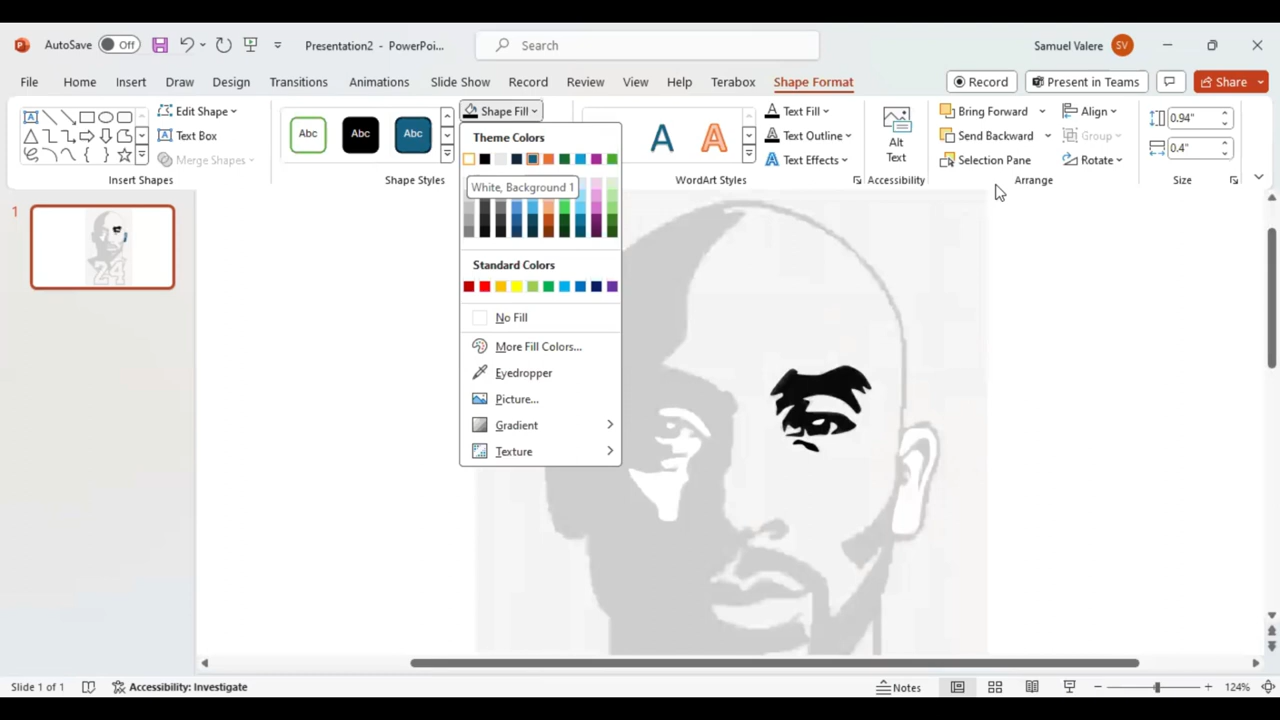 AutoSave Off Presentation2 - PowerPoi... Search Samuel Valere SV
File Home Insert Draw Design Transitions Animations Slide Show Record Review View Help Terabox Shape Format Record Present in Teams Share
Edit Shape
Text Box
Merge Shapes
Insert Shapes
Abc Abc Abc
Shape Styles
Shape Fill
Theme Colors
White, Background 1
Standard Colors
No Fill
More Fill Colors...
Eyedropper
Picture...
Gradient
Texture
A A
Text Fill
Text Outline
Text Effects
WordArt Styles
Alt
Text
Accessibility
Bring Forward
Send Backward
Selection Pane
Align
Group
Rotate
Arrange
0.94"
0.4"
Size
1
24
Slide 1 of 1 Accessibility: Investigate Notes 124%